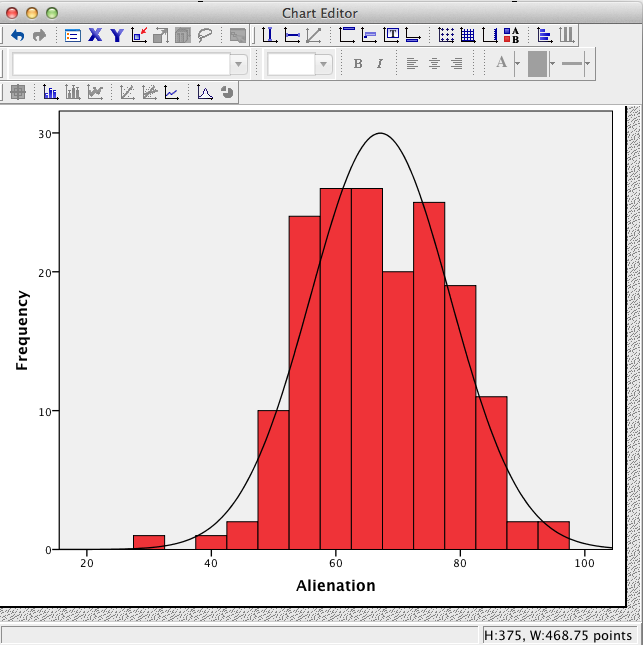 Chart Editor
X Y
A
B
B I
A
30
20
10
0
Frequency
20 40 60 80 100
Alienation
H:375, W:468.75 points